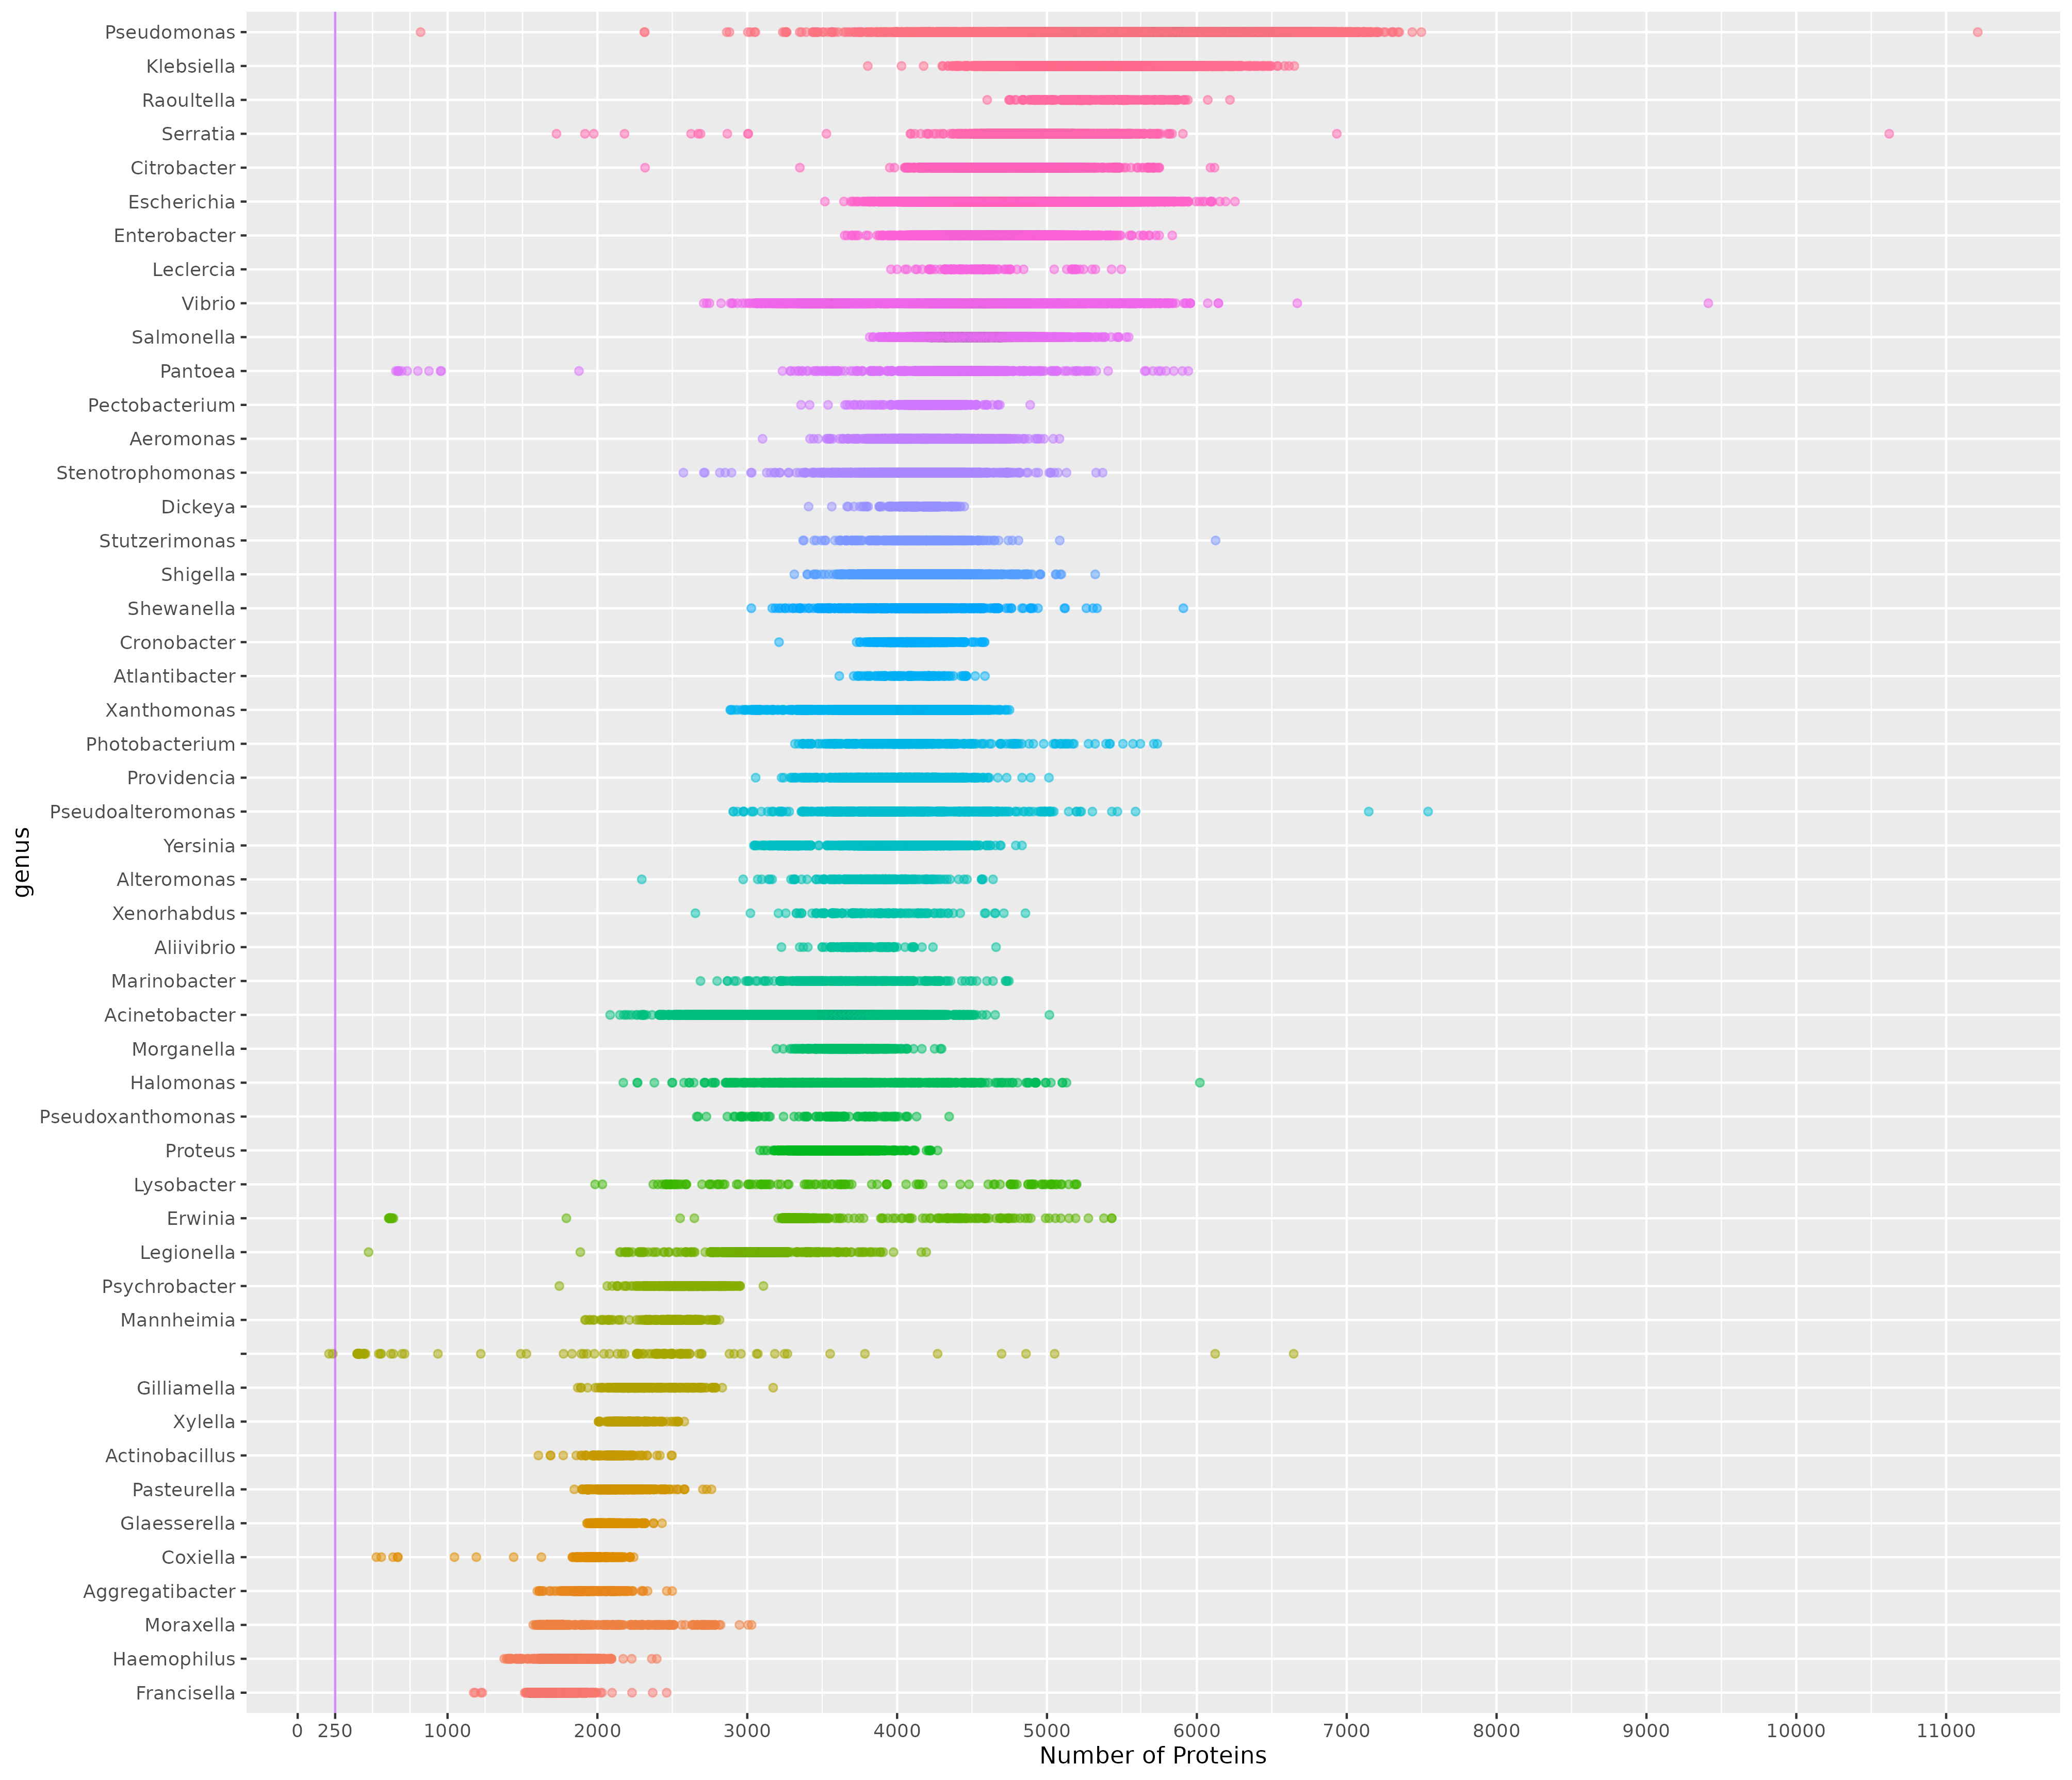 Pseudomonas
Klebsiella
Raoultella
Serratia
Citrobacter
Escherichia
Enterobacter
Leclercia
Vibrio
Salmonella
Pantoea
Pectobacterium
Aeromonas
Stenotrophomonas
Dickeya
Stutzerimonas
Shigella
Shewanella
Cronobacter
Atlantibacter
Xanthomonas
Photobacterium
Providencia
Pseudoalteromonas
Yersinia
Alteromonas
Xenorhabdus
Aliivibrio
Marinobacter
Acinetobacter
Morganella
Halomonas
Pseudoxanthomonas
Proteus
Lysobacter
Erwinia
Legionella
Psychrobacter
Mannheimia
Gilliamella
Xylella
Actinobacillus
Pasteurella
Glaesserella
Coxiella
Aggregatibacter
Moraxella
Haemophilus
Francisella
genus
0 250 1000 2000 3000 4000 5000 6000 7000 8000 9000 10000 11000
Number of Proteins